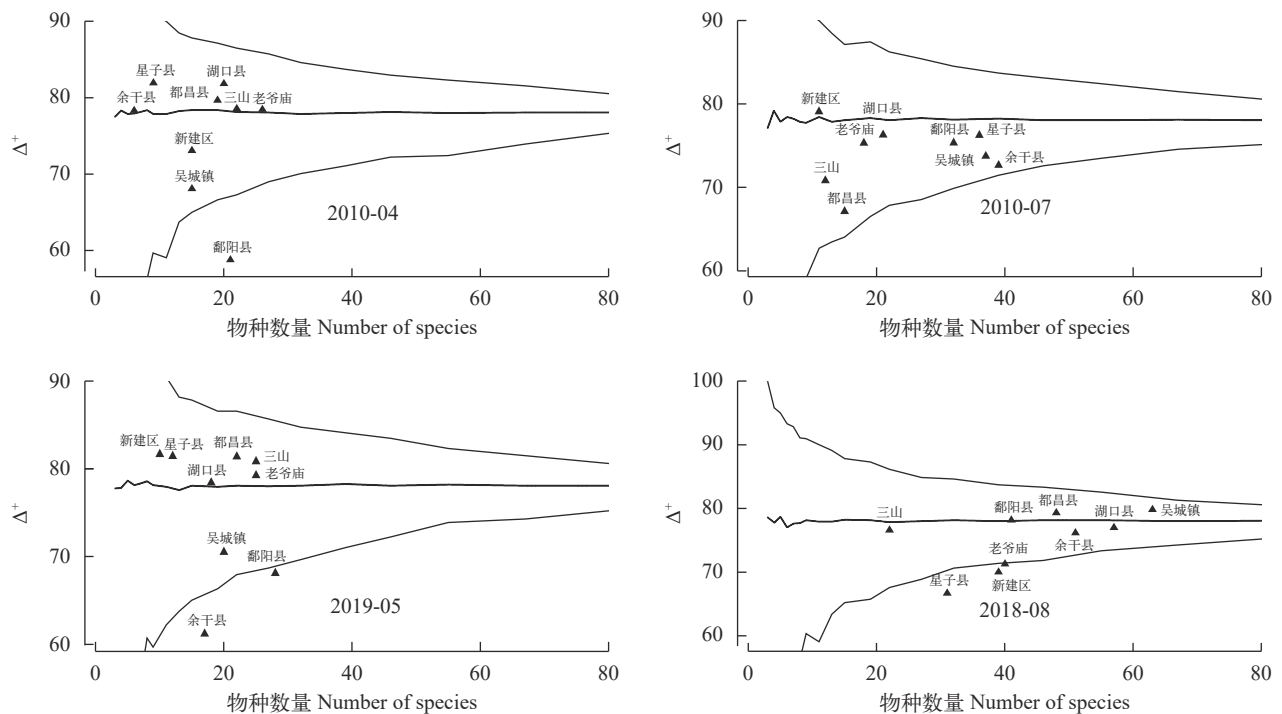 90
80
70
60
Δ+
星子县
湖口县
都昌县
余干县
三山
老爷庙
新建区
吴城镇
鄱阳县
2010-04
0
20
40
60
80
物种数量 Number of species
90
80
70
60
Δ+
新建区
湖口县
老爷庙
鄱阳县
星子县
吴城镇
余干县
三山
都昌县
2010-07
0
20
40
60
80
物种数量 Number of species
90
80
70
60
Δ+
新建区
星子县
都昌县
三山
老爷庙
湖口县
吴城镇
鄱阳县
余干县
2019-05
0
20
40
60
80
物种数量 Number of species
100
90
80
70
60
Δ+
三山
鄱阳县
都昌县
湖口县
吴城镇
余干县
老爷庙
新建区
星子县
2018-08
0
20
40
60
80
物种数量 Number of species